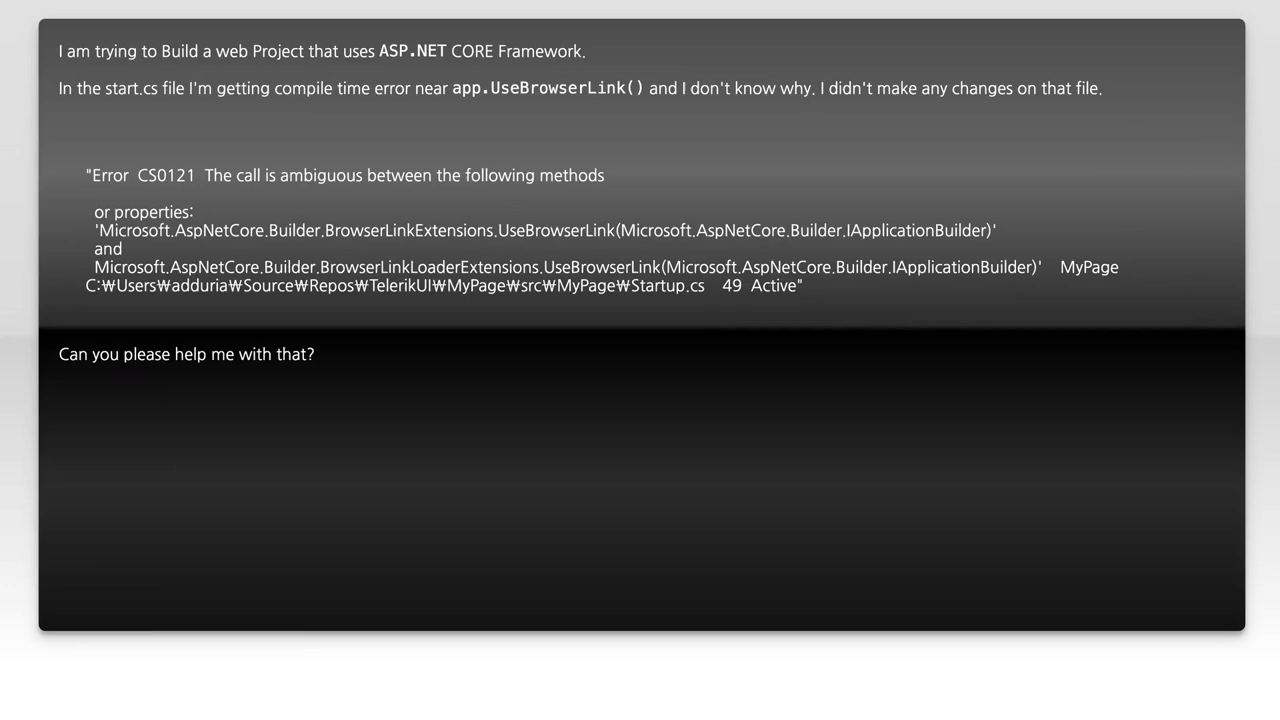 I am trying to Build a web Project that uses ASP.NET CORE Framework.
In the start.cs file I'm getting compile time error near app.UseBrowserLink() and I don't know why. I didn't make any changes on that file.
"Error  CS0121  The call is ambiguous between the following methods
or properties:
'Microsoft.AspNetCore.Builder.BrowserLinkExtensions.UseBrowserLink(Microsoft.AspNetCore.Builder.IApplicationBuilder)'
and
Microsoft.AspNetCore.Builder.BrowserLinkLoaderExtensions.UseBrowserLink(Microsoft.AspNetCore.Builder.IApplicationBuilder)'    MyPage
C:₩Users₩adduria₩Source₩Repos₩TelerikUI₩MyPage₩src₩MyPage₩Startup.cs    49  Active"
Can you please help me with that?